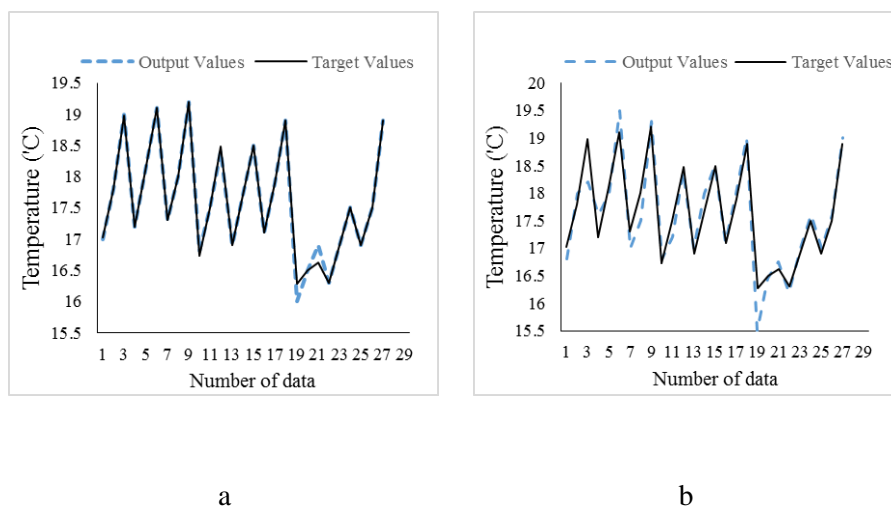 Output Values Target Values
19.5
19
18.5
18
17.5
17
16.5
16
15.5
Temperature ('C)
1 3 5 7 9 11 13 15 17 19 21 23 25 27 29
Number of data
a
Output Values Target Values
20
19.5
19
18.5
18
17.5
17
16.5
16
15.5
Temperature ('C)
1 3 5 7 9 11 13 15 17 19 21 23 25 27 29
Number of data
b